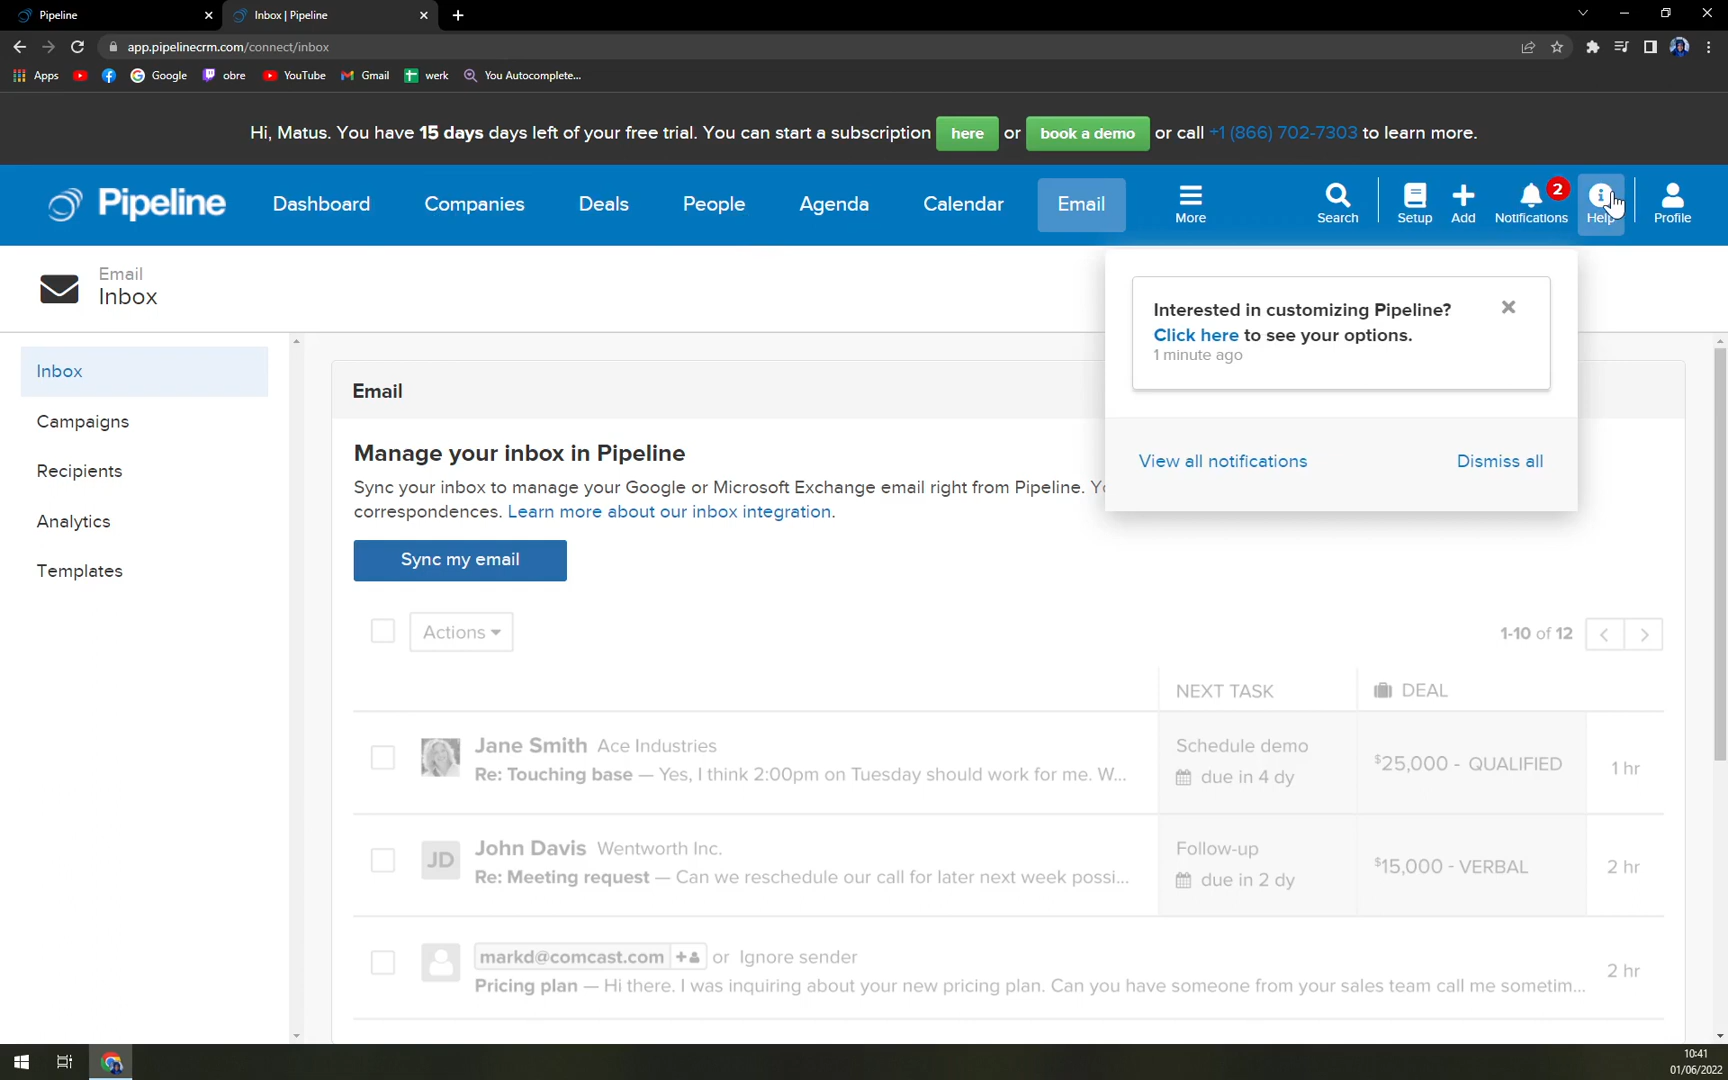 Pipeline
Inbox | Pipeline
app.pipelinecrm.com/connect/inbox
Apps
Google
obre
YouTube
Gmail
werk
You Autocomplete...
Hi, Matus. You have 15 days days left of your free trial. You can start a subscription here or book a demo or call +1 (866) 702-7303 to learn more.
Pipeline
Dashboard
Companies
Deals
People
Agenda
Calendar
Email
More
Search
Setup
Add
Notifications
2
Help
Profile
Email
Inbox
Interested in customizing Pipeline?
Click here to see your options.
1 minute ago
View all notifications
Dismiss all
Inbox
Campaigns
Recipients
Analytics
Templates
Email
Manage your inbox in Pipeline
Sync your inbox to manage your Google or Microsoft Exchange email right from Pipeline.
correspondences. Learn more about our inbox integration.
Sync my email
Actions
1-10 of 12
NEXT TASK
DEAL
Jane Smith Ace Industries
Re: Touching base — Yes, I think 2:00pm on Tuesday should work for me. W...
Schedule demo
due in 4 dy
$25,000 - QUALIFIED
1 hr
JD
John Davis Wentworth Inc.
Re: Meeting request — Can we reschedule our call for later next week possi...
Follow-up
due in 2 dy
$15,000 - VERBAL
2 hr
markd@comcast.com or Ignore sender
Pricing plan — Hi there. I was inquiring about your new pricing plan. Can you have someone from your sales team call me sometim...
2 hr
10:41
01/06/2022